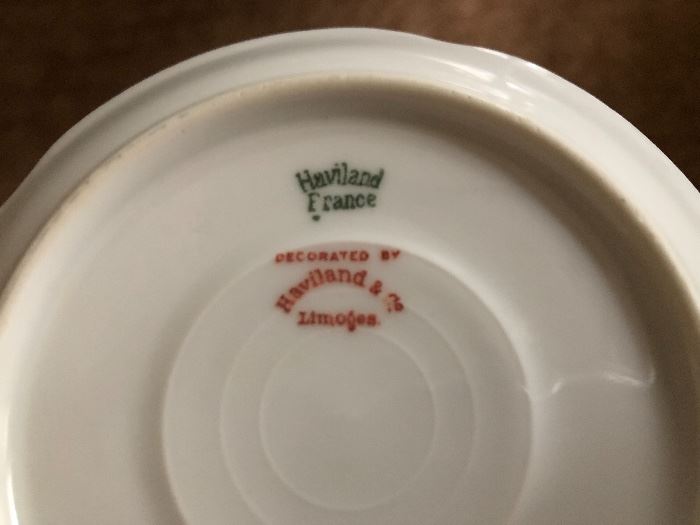 Haviland
France
DECORATED BY
Haviland & Co
Limoges